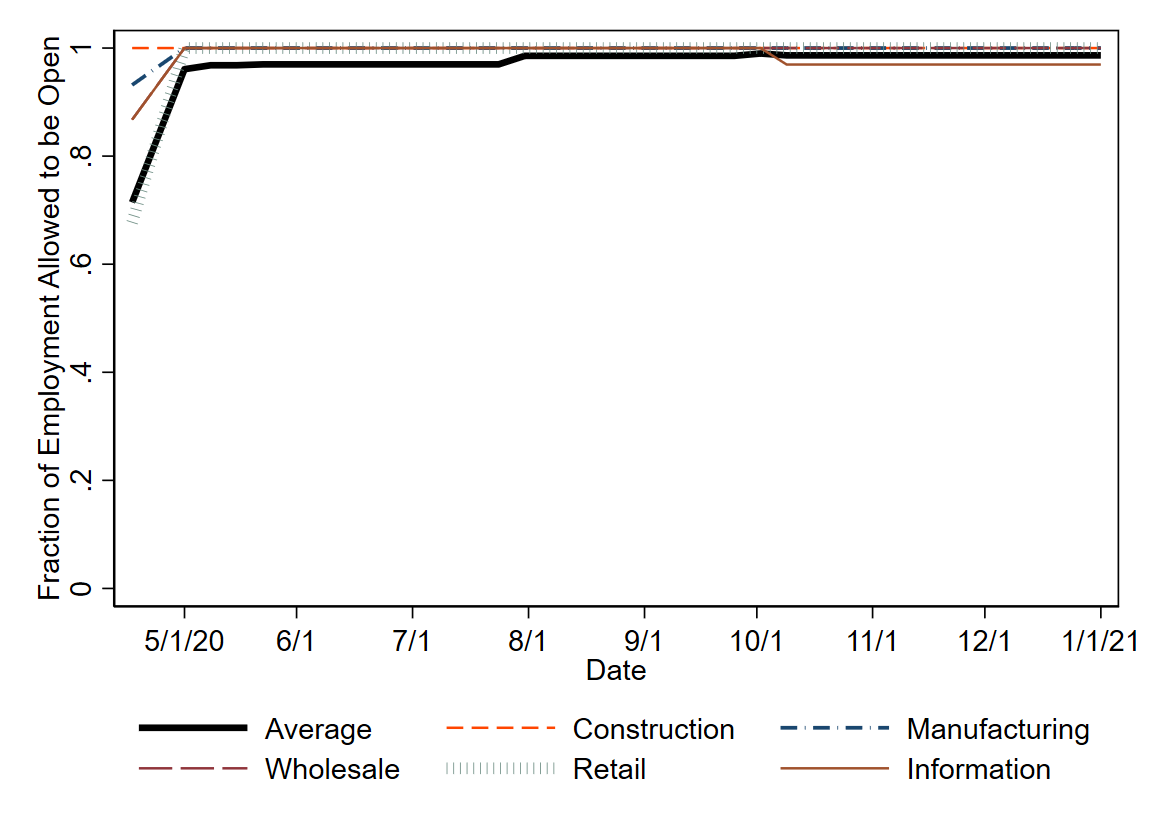 Fraction of Employment Allowed to be Open
1
.8
.6
.4
.2
0
5/1/20 6/1 7/1 8/1 9/1 10/1 11/1 12/1 1/1/21
Date
Average Construction Manufacturing
Wholesale Retail Information